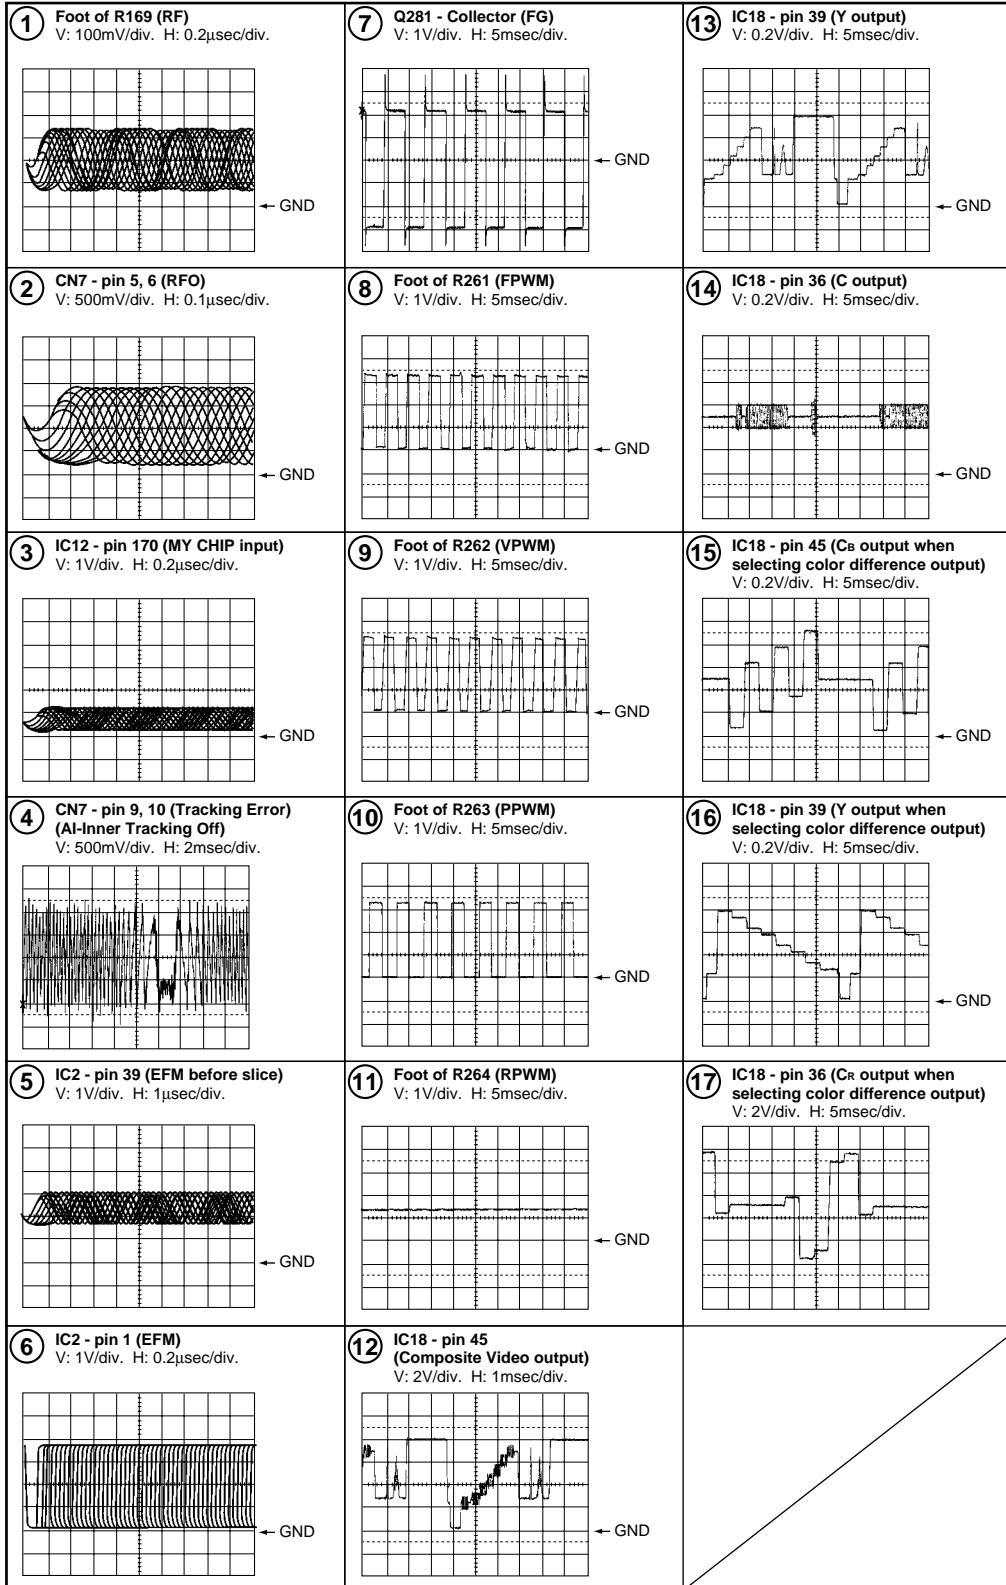 1 Foot of R169 (RF)
V: 100mV/div. H: 0.2μsec/div.
← GND
2 CN7 - pin 5, 6 (RFO)
V: 500mV/div. H: 0.1μsec/div.
← GND
3 IC12 - pin 170 (MY CHIP input)
V: 1V/div. H: 0.2μsec/div.
← GND
4 CN7 - pin 9, 10 (Tracking Error)
(AI-Inner Tracking Off)
V: 500mV/div. H: 2msec/div.
5 IC2 - pin 39 (EFM before slice)
V: 1V/div. H: 1μsec/div.
← GND
6 IC2 - pin 1 (EFM)
V: 1V/div. H: 0.2μsec/div.
← GND
7 Q281 - Collector (FG)
V: 1V/div. H: 5msec/div.
← GND
8 Foot of R261 (FPWM)
V: 1V/div. H: 5msec/div.
← GND
9 Foot of R262 (VPWM)
V: 1V/div. H: 5msec/div.
← GND
10 Foot of R263 (PPWM)
V: 1V/div. H: 5msec/div.
← GND
11 Foot of R264 (RPWM)
V: 1V/div. H: 5msec/div.
← GND
12 IC18 - pin 45
(Composite Video output)
V: 2V/div. H: 1msec/div.
← GND
13 IC18 - pin 39 (Y output)
V: 0.2V/div. H: 5msec/div.
← GND
14 IC18 - pin 36 (C output)
V: 0.2V/div. H: 5msec/div.
← GND
15 IC18 - pin 45 (CB output when
selecting color difference output)
V: 0.2V/div. H: 5msec/div.
← GND
16 IC18 - pin 39 (Y output when
selecting color difference output)
V: 0.2V/div. H: 5msec/div.
← GND
17 IC18 - pin 36 (CR output when
selecting color difference output)
V: 2V/div. H: 5msec/div.